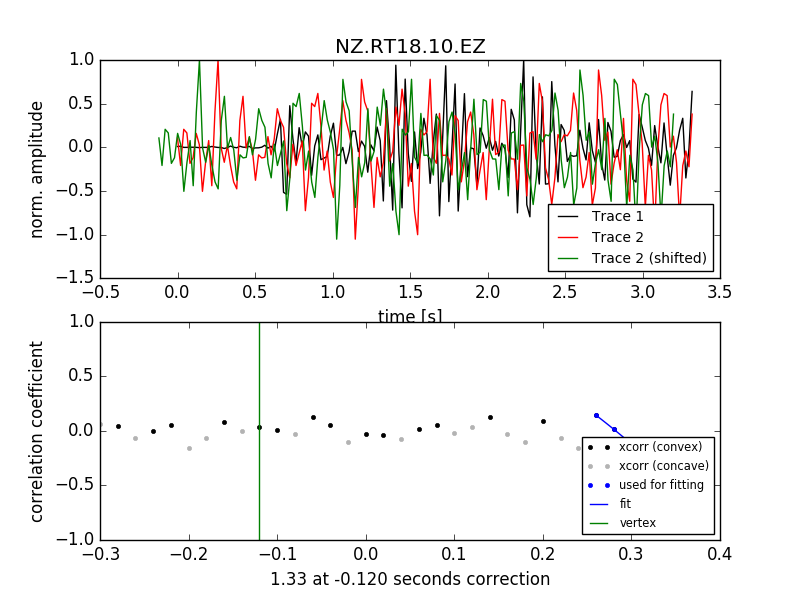 NZ.RT18.10.EZ
norm. amplitude
1.0
0.5
0.0
−0.5
−1.0
−1.5
Trace 1
Trace 2
Trace 2 (shifted)
−0.5 0.0 0.5 1.0 1.5 2.0 2.5 3.0 3.5
time [s]
correlation coefficient
1.0
0.5
0.0
−0.5
−1.0
xcorr (convex)
xcorr (concave)
used for fitting
fit
vertex
−0.3 −0.2 −0.1 0.0 0.1 0.2 0.3 0.4
1.33 at -0.120 seconds correction